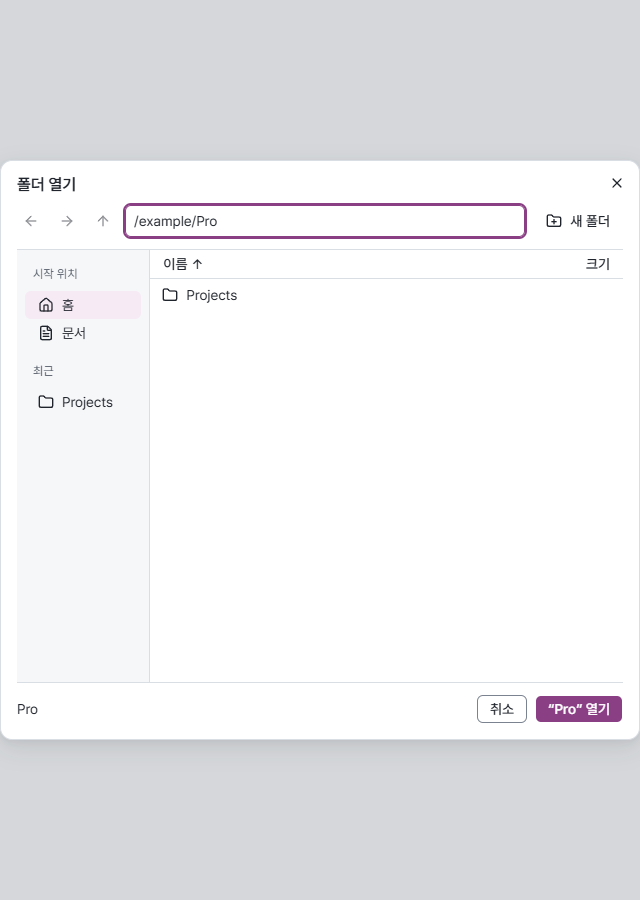 폴더 열기
/example/Pro
새 폴더
시작 위치
홈
문서
최근
Projects
이름
크기
Projects
Pro
취소
“Pro” 열기